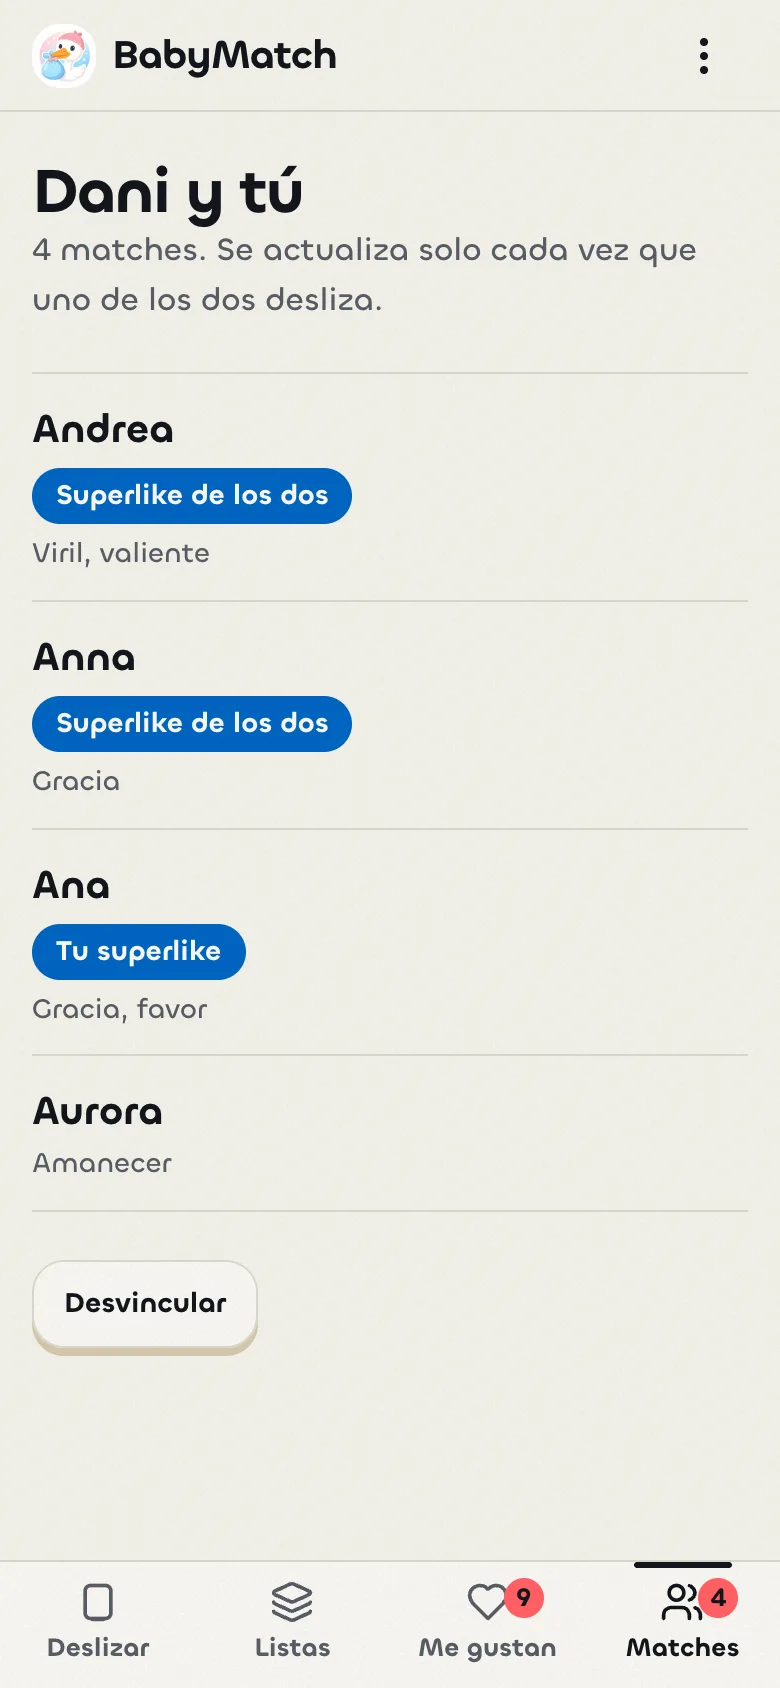 BabyMatch
Dani y tú
4 matches. Se actualiza solo cada vez que
uno de los dos desliza.
Andrea
Superlike de los dos
Viril, valiente
Anna
Superlike de los dos
Gracia
Ana
Tu superlike
Gracia, favor
Aurora
Amanecer
Desvincular
9
4
Deslizar
Listas
Me gustan
Matches